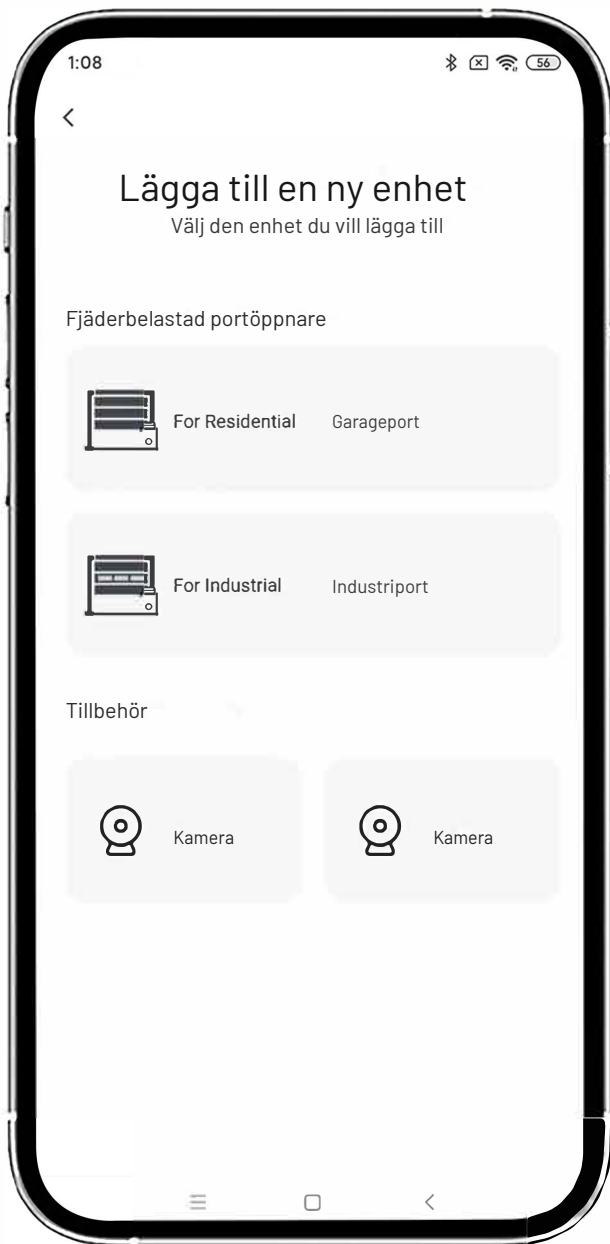 1:08
56
Lägga till en ny enhet
Välj den enhet du vill lägga till
Fjäderbelastad portöppnare
For Residential Garageport
For Industrial Industriport
Tillbehör
Kamera Kamera